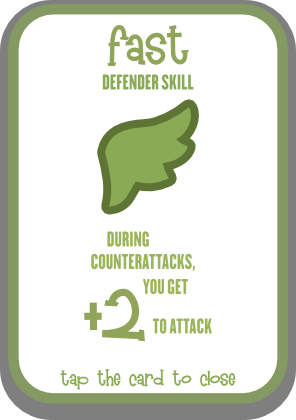 fast
DEFENDER SKILL
DURING
COUNTERATTACKS,
YOU GET
+2 TO ATTACK
tap the card to close